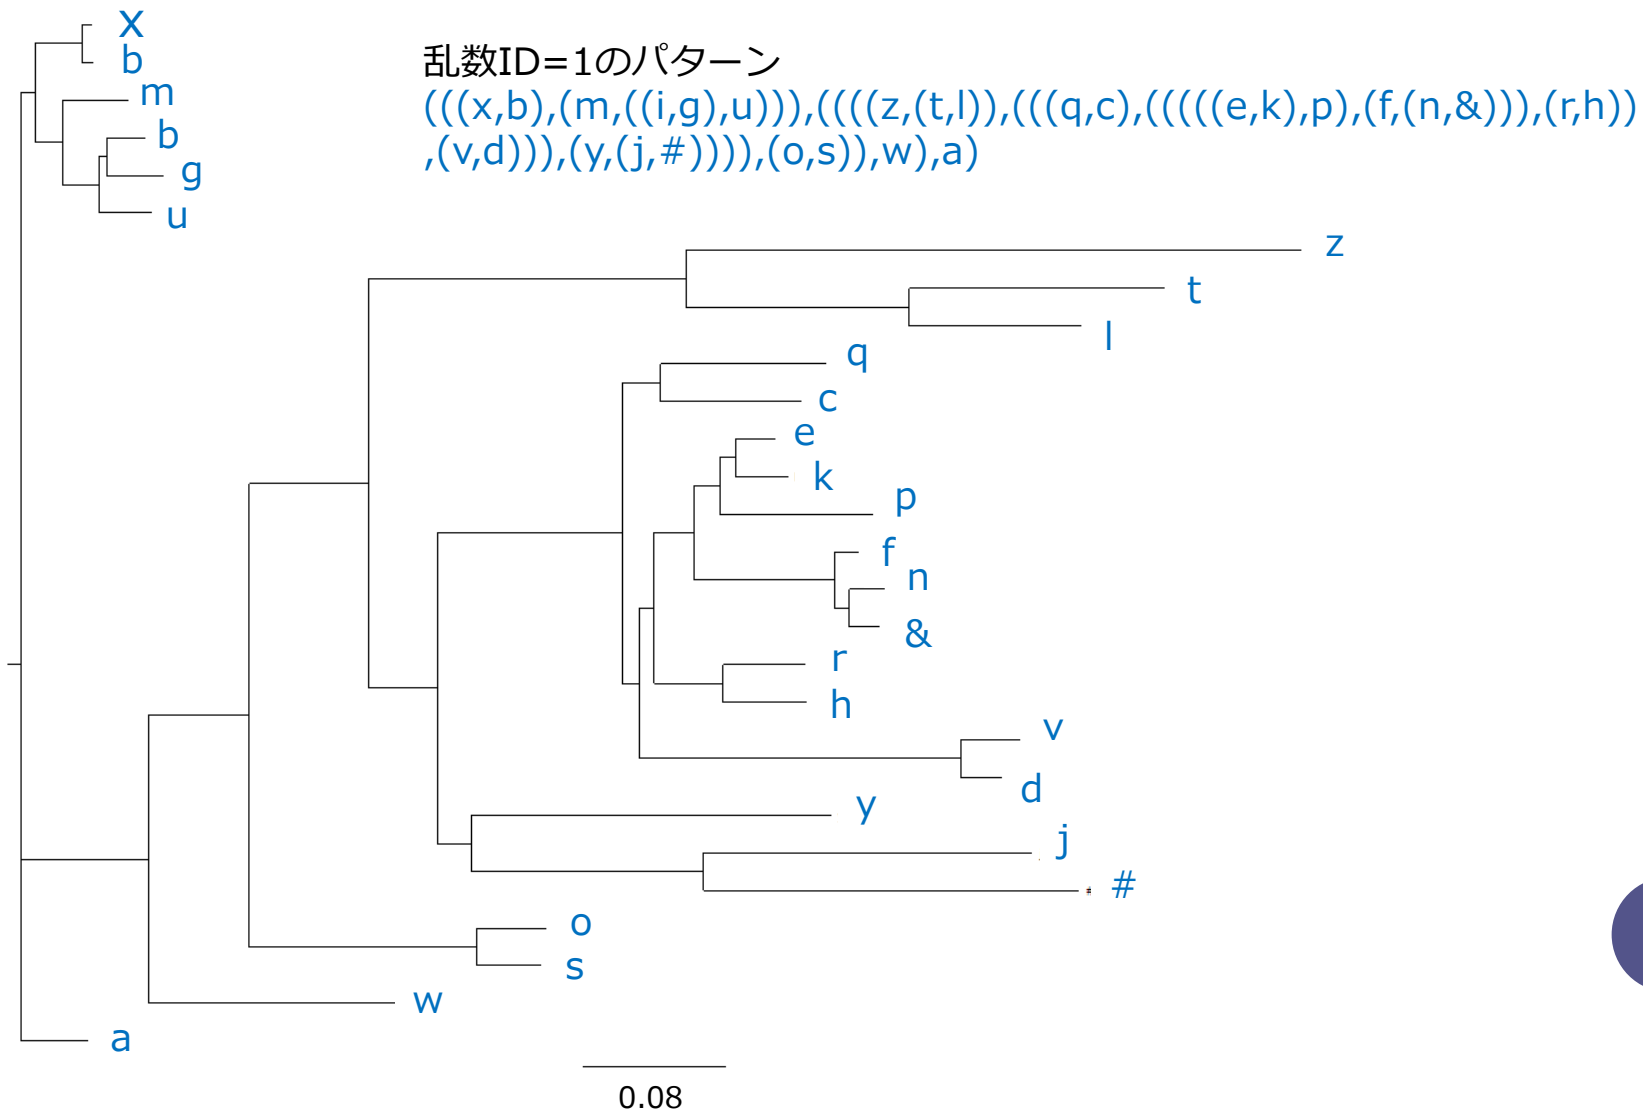 x
b
乱数ID=1のパターン
(((x,b),(m,((i,g),u))),((((z,(t,l)),(((q,c),(((((e,k),p),(f,(n,&))),(r,h))
,(v,d))),(y,(j,#)))),(o,s)),w),a)
m
b
g
u
z
t
l
q
c
e
k
p
f
n
&
r
h
v
d
y
j
# #
o
s
w
a
0.08